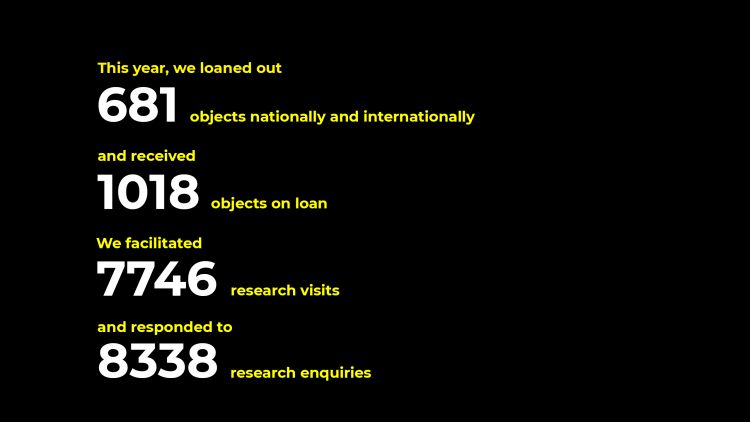 This year, we loaned out
681 objects nationally and internationally
and received
1018 objects on loan
We facilitated
7746 research visits
and responded to
8338 research enquiries